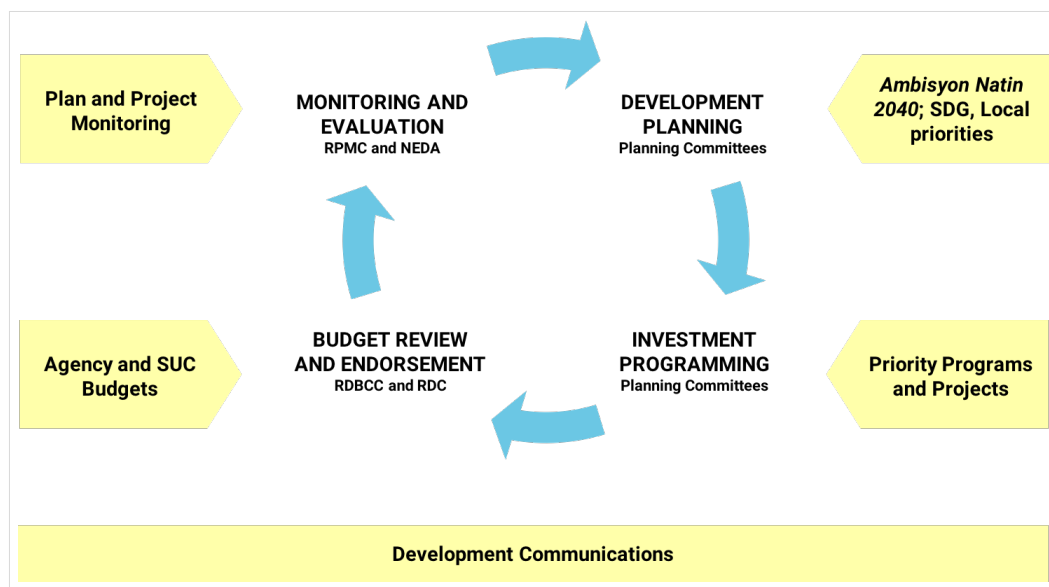 Plan and Project
Monitoring
MONITORING AND
EVALUATION
RPMC and NEDA
DEVELOPMENT
PLANNING
Planning Committees
Ambisyon Natin
2040; SDG, Local
priorities
Agency and SUC
Budgets
BUDGET REVIEW
AND ENDORSEMENT
RDBCC and RDC
INVESTMENT
PROGRAMMING
Planning Committees
Priority Programs
and Projects
Development Communications